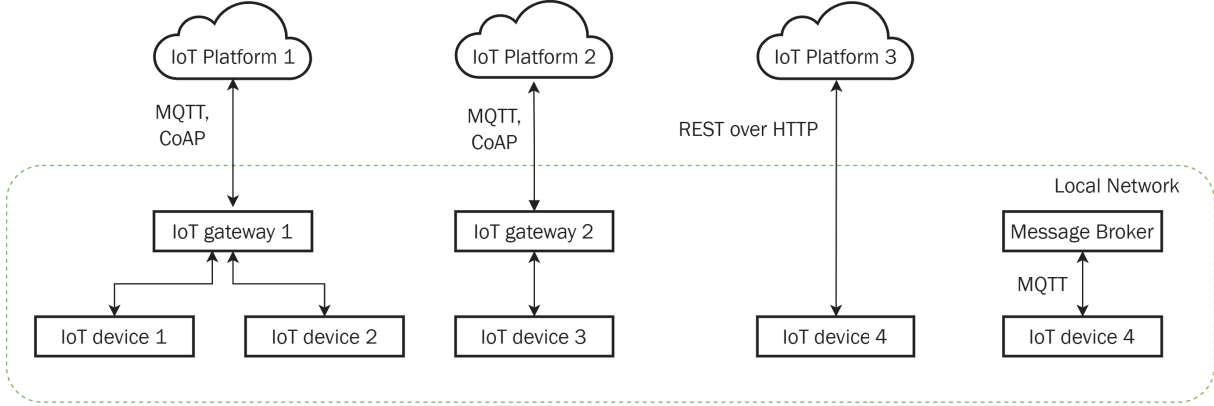 IoT Platform 1
IoT Platform 2
IoT Platform 3
MQTT,
CoAP
MQTT,
CoAP
REST over HTTP
Local Network
IoT gateway 1
IoT gateway 2
Message Broker
MQTT
IoT device 1
IoT device 2
IoT device 3
IoT device 4
IoT device 4